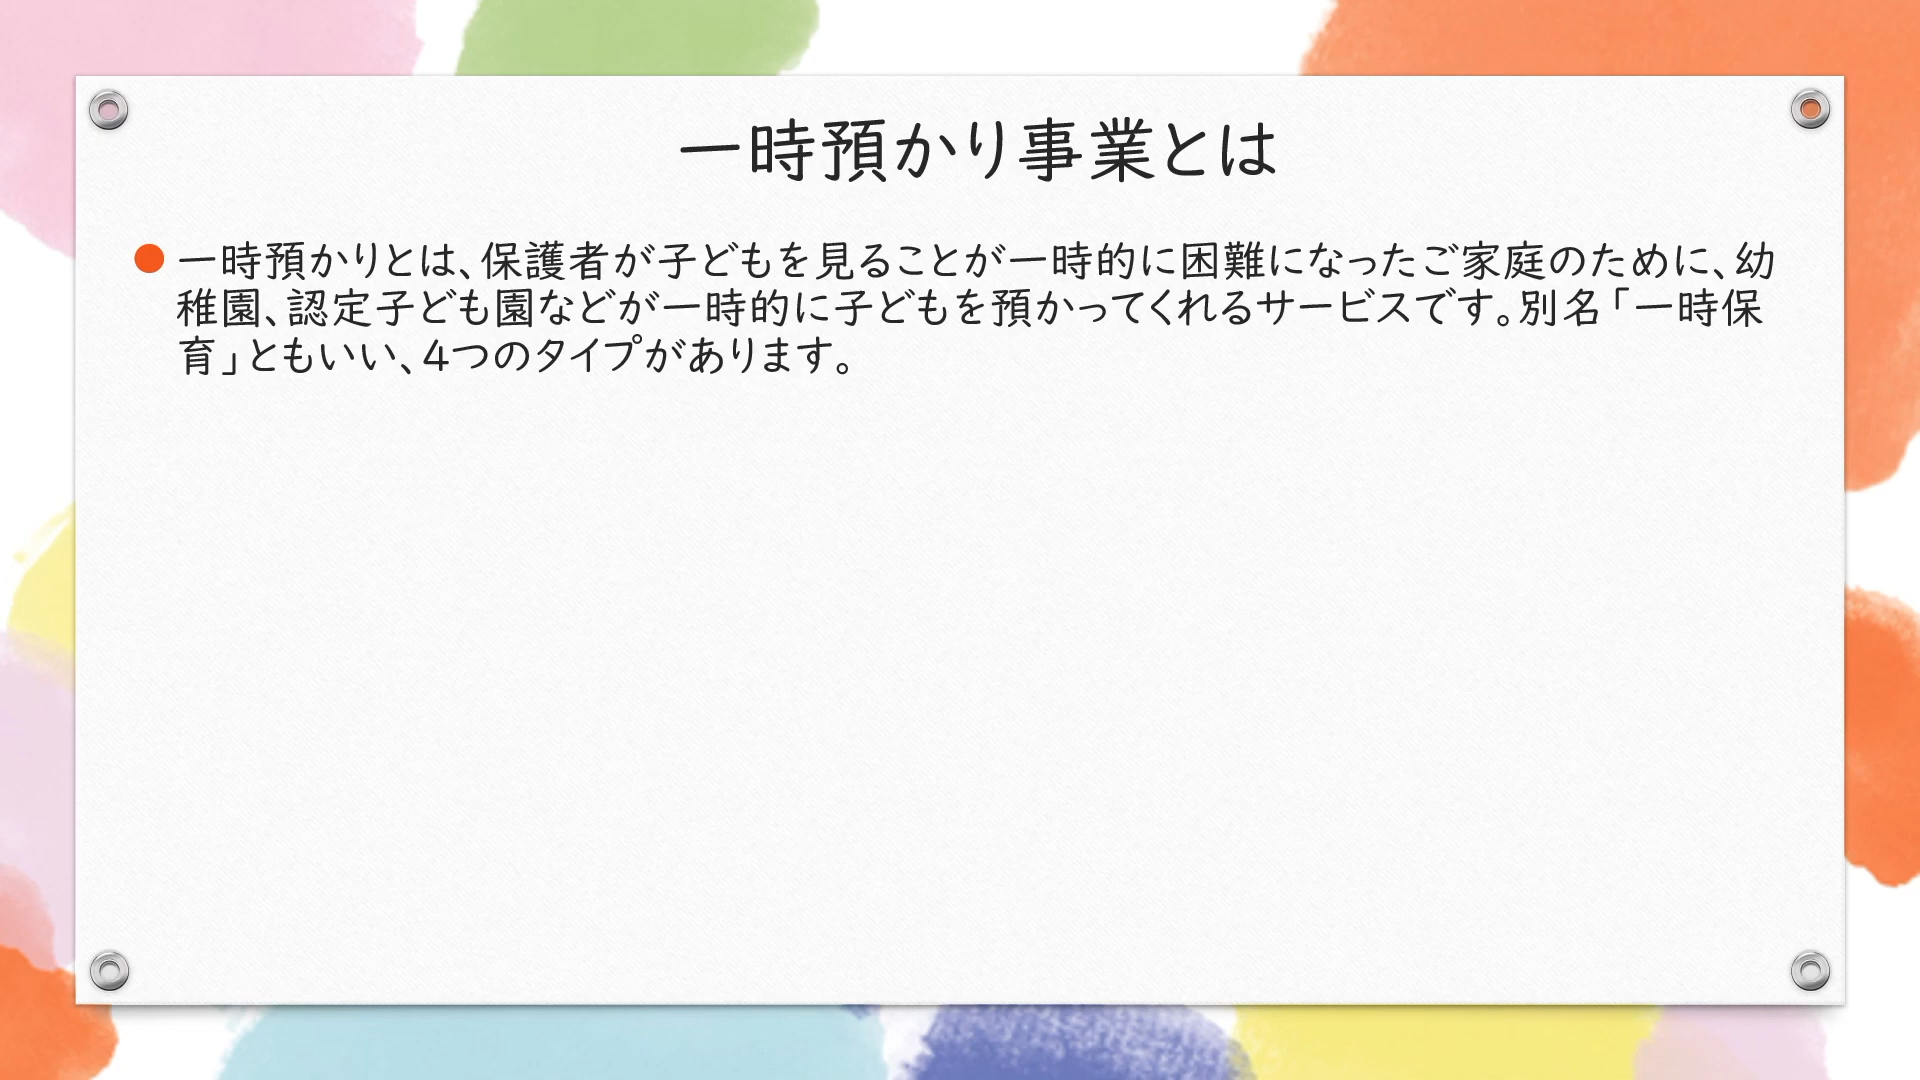 一時預かり事業とは
一時預かりとは、保護者が子どもを見ることが一時的に困難になったご家庭のために、幼
稚園、認定子ども園などが一時的に子どもを預かってくれるサービスです。別名「一時保
育」ともいい、4つのタイプがあります。